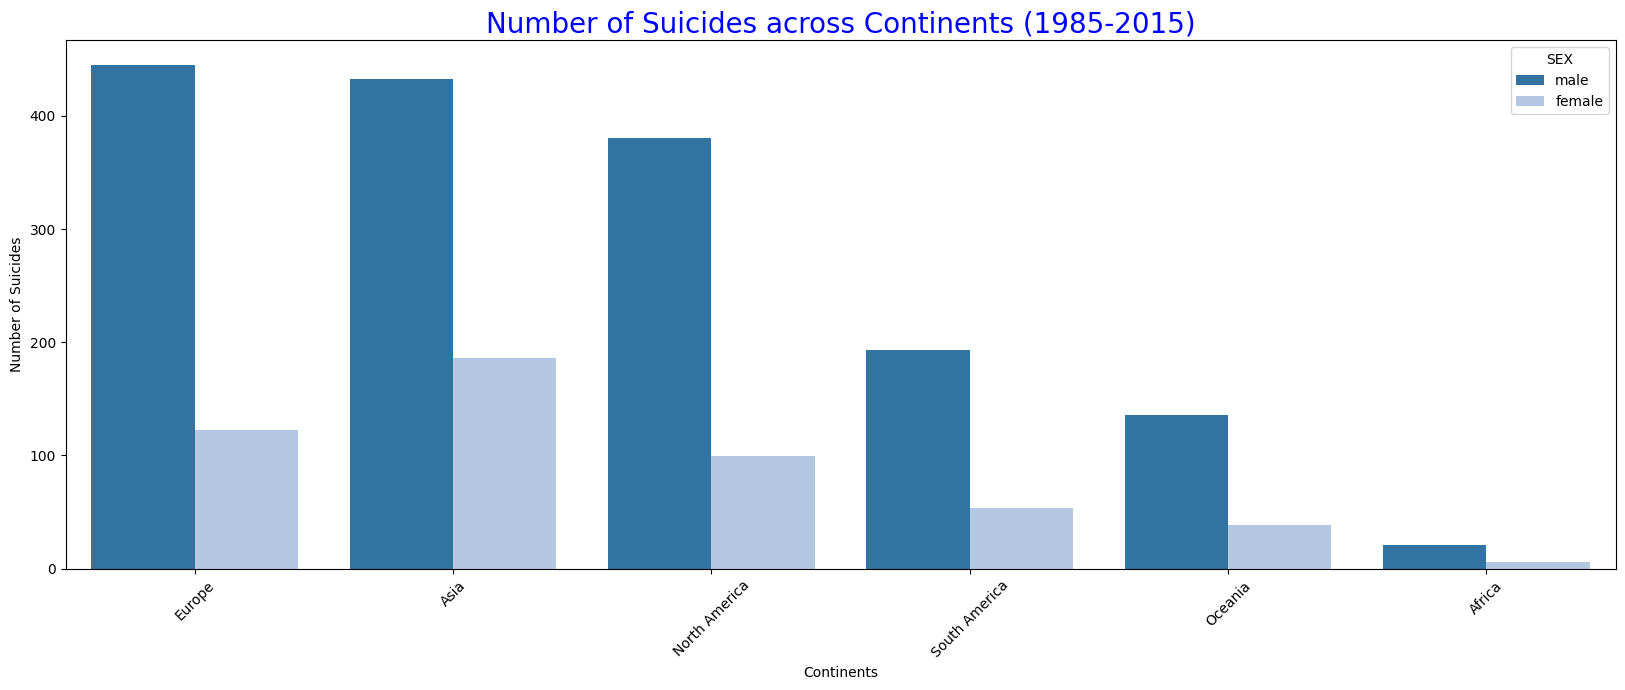 Number of Suicides across Continents (1985-2015)
SEX
male
female
Number of Suicides
400
300
200
100
0
Europe
Asia
North America
South America
Oceania
Africa
Continents